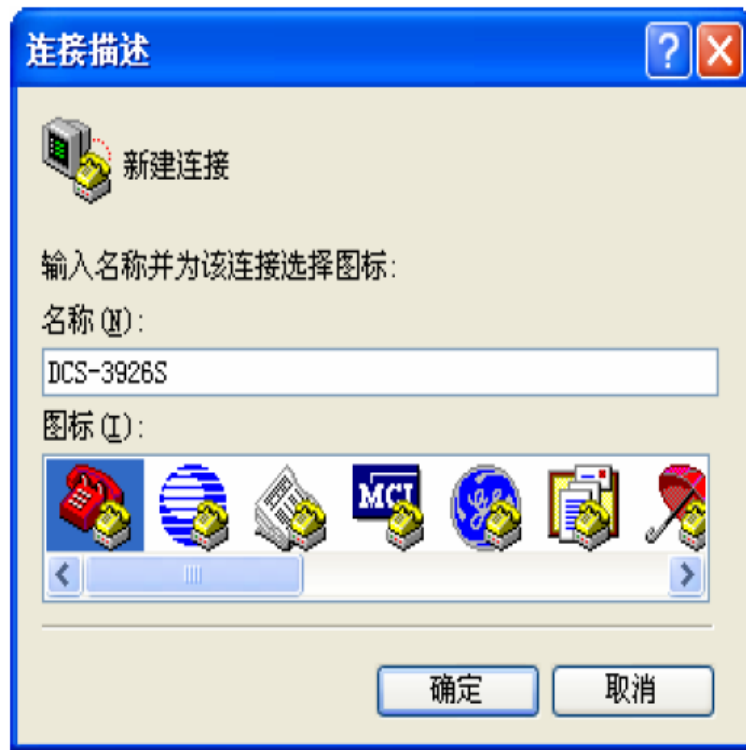 连接描述
新建连接
输入名称并为该连接选择图标:
名称(N):
DCS-3926S
图标(I):
MCI
确定 取消